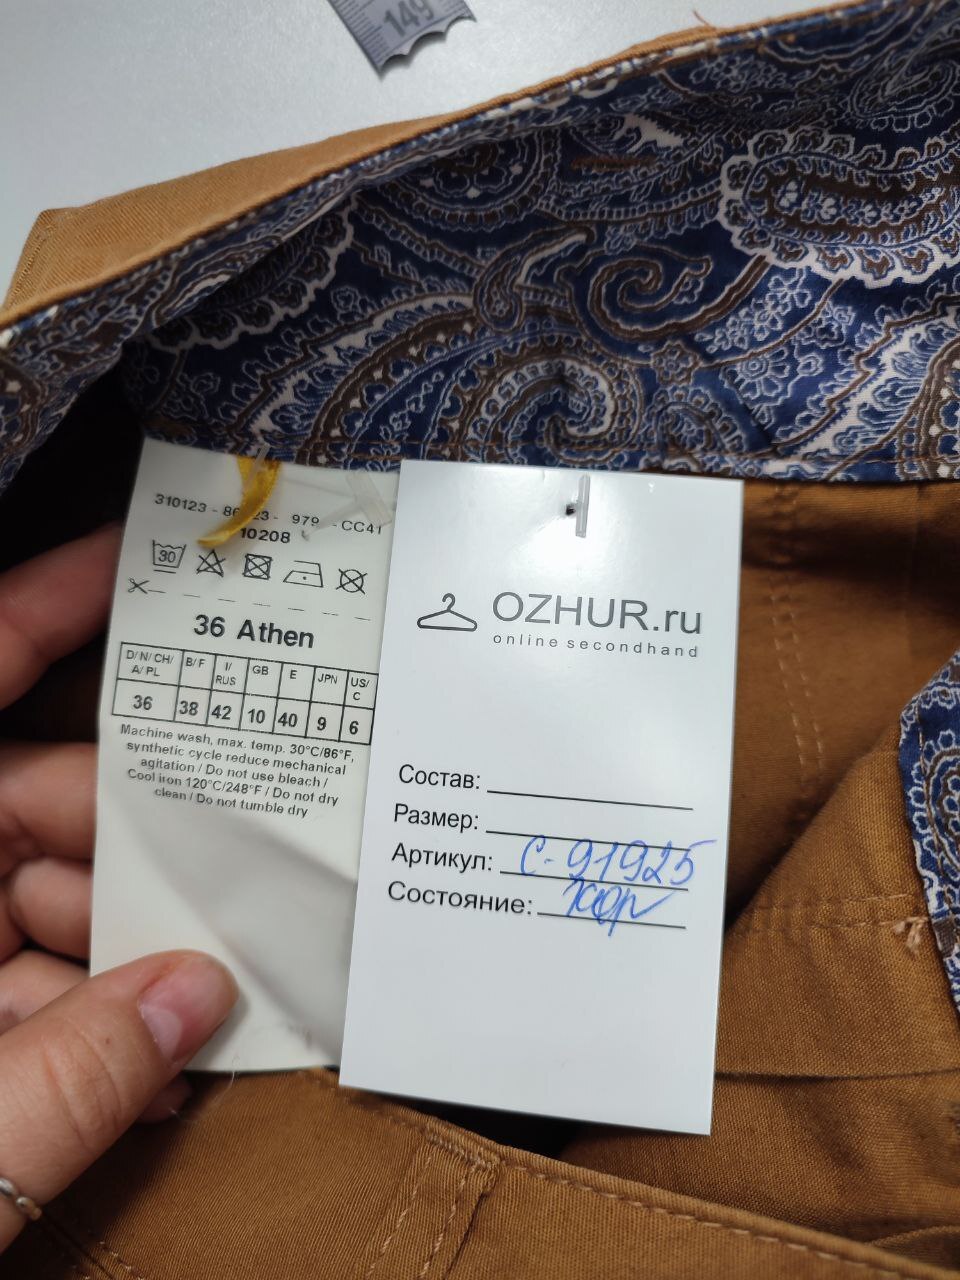 149
310123 - 86 23 - 979 - CC41
10208
30
36 Athen
D/N/CH/A/PL B/F I/RUS GB E JPN US/C
36 38 42 10 40 9 6
Machine wash, max. temp. 30°C/86°F,
synthetic cycle reduce mechanical
agitation / Do not use bleach /
Cool iron 120°C/248°F / Do not dry
clean / Do not tumble dry
OZHUR.ru
online secondhand
Состав:
Размер:
Артикул: С-91925
Состояние: хор